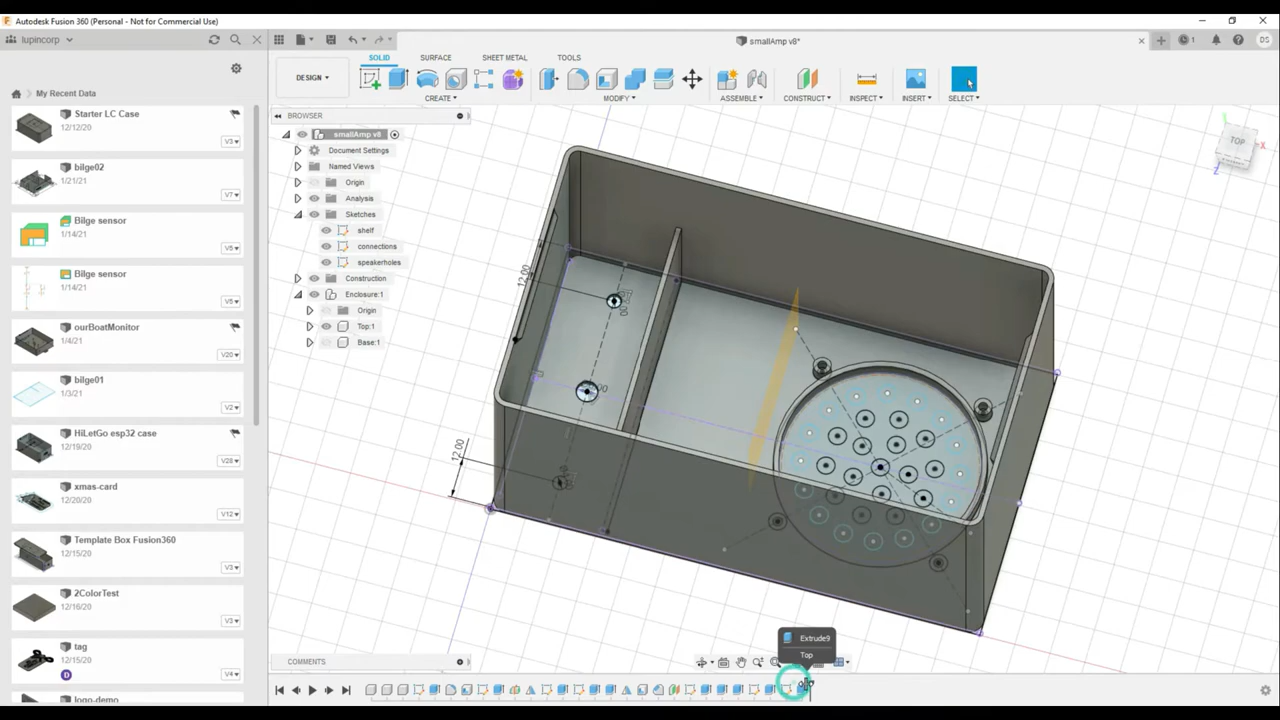 Autodesk Fusion 360 (Personal - Not for Commercial Use)
lupincorp
smallAmp v8*
1
DS
My Recent Data
Starter LC Case
12/12/20
V3
bilge02
1/21/21
V7
Bilge sensor
1/14/21
V6
Bilge sensor
1/14/21
V6
ourBoatMonitor
1/4/21
V20
bilge01
1/3/21
V2
HiLetGo esp32 case
12/19/20
V28
xmas-card
12/20/20
V12
Template Box Fusion360
12/15/20
V3
2ColorTest
12/16/20
V3
tag
12/15/20
D
V4
logo-demo
DESIGN
SOLID
SURFACE
SHEET METAL
TOOLS
CREATE
MODIFY
ASSEMBLE
CONSTRUCT
INSPECT
INSERT
SELECT
BROWSER
smallAmp v8
Document Settings
Named Views
Origin
Analysis
Sketches
shelf
connections
speakerholes
Construction
Enclosure:1
Origin
Top:1
Base:1
TOP
X
Z
12.00
12.00
Extrude9
Top
COMMENTS